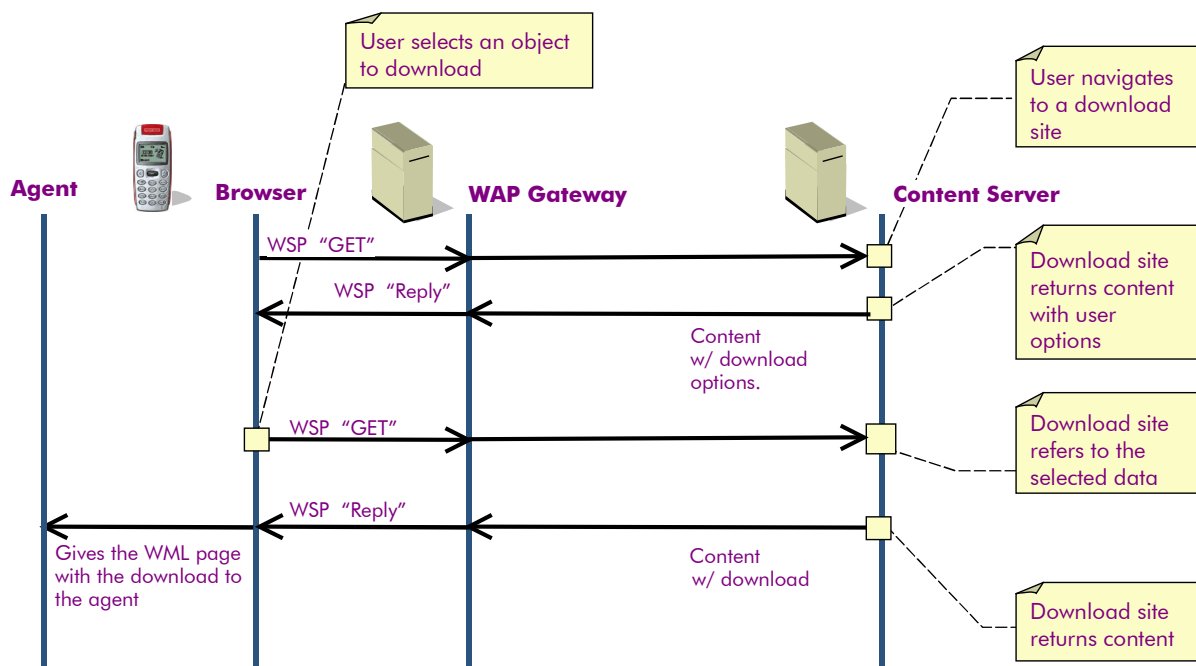 User selects an object
to download
User navigates
to a download
site
Agent
Browser
WAP Gateway
Content Server
WSP “GET”
WSP “Reply”
Content
w/ download
options.
Download site
returns content
with user
options
WSP “GET”
Download site
refers to the
selected data
WSP “Reply”
Gives the WML page
with the download to
the agent
Content
w/ download
Download site
returns content